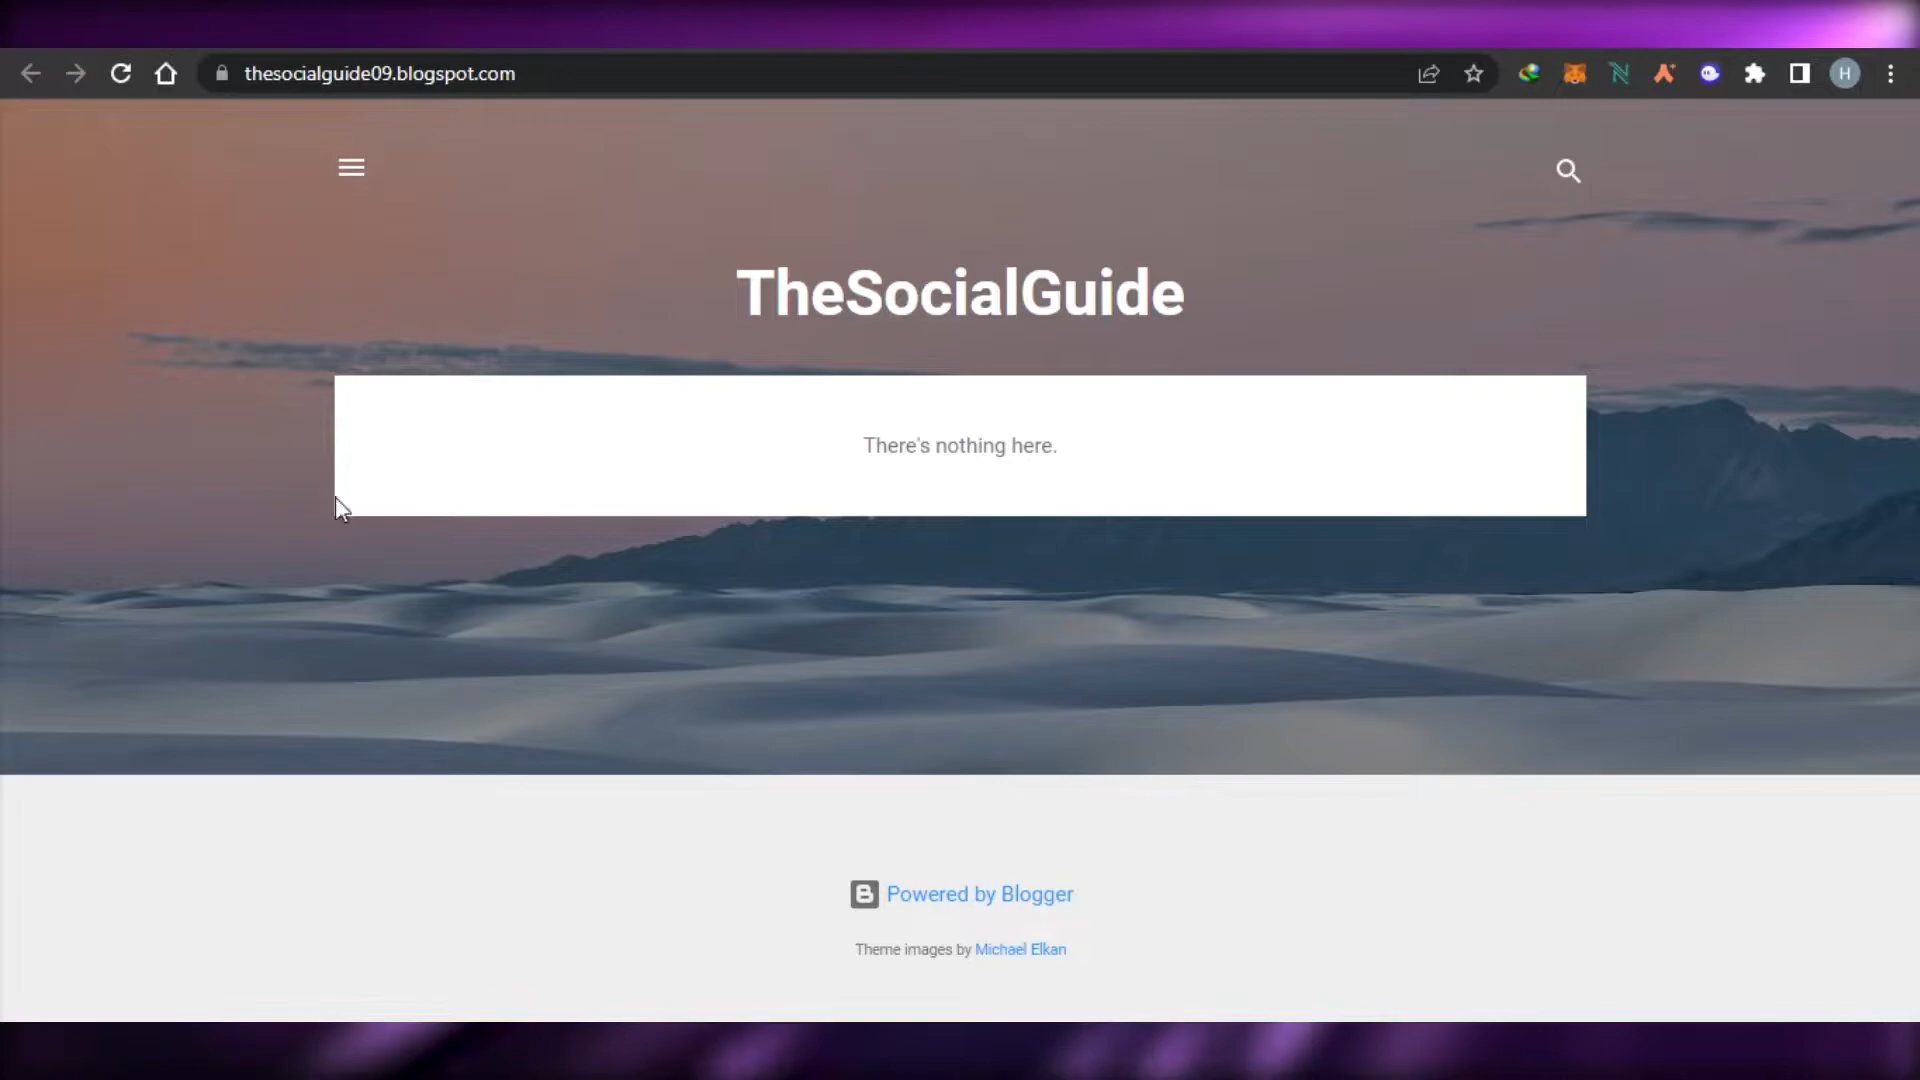 thesocialguide09.blogspot.com
H
TheSocialGuide
There's nothing here.
Powered by Blogger
Theme images by Michael Elkan